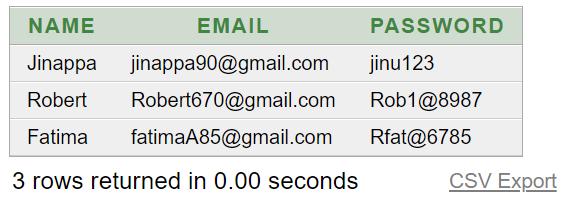 NAME EMAIL PASSWORD
Jinappa jinappa90@gmail.com jinu123
Robert Robert670@gmail.com Rob1@8987
Fatima fatimaA85@gmail.com Rfat@6785
3 rows returned in 0.00 seconds CSV Export